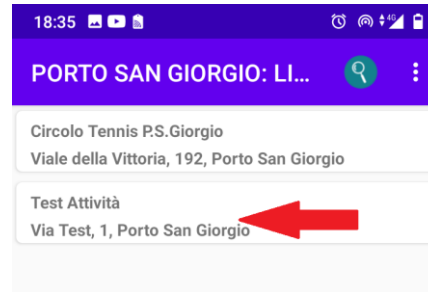 18:35 4G
PORTO SAN GIORGIO: LI...
Circolo Tennis P.S.Giorgio
Viale della Vittoria, 192, Porto San Giorgio
Test Attività
Via Test, 1, Porto San Giorgio